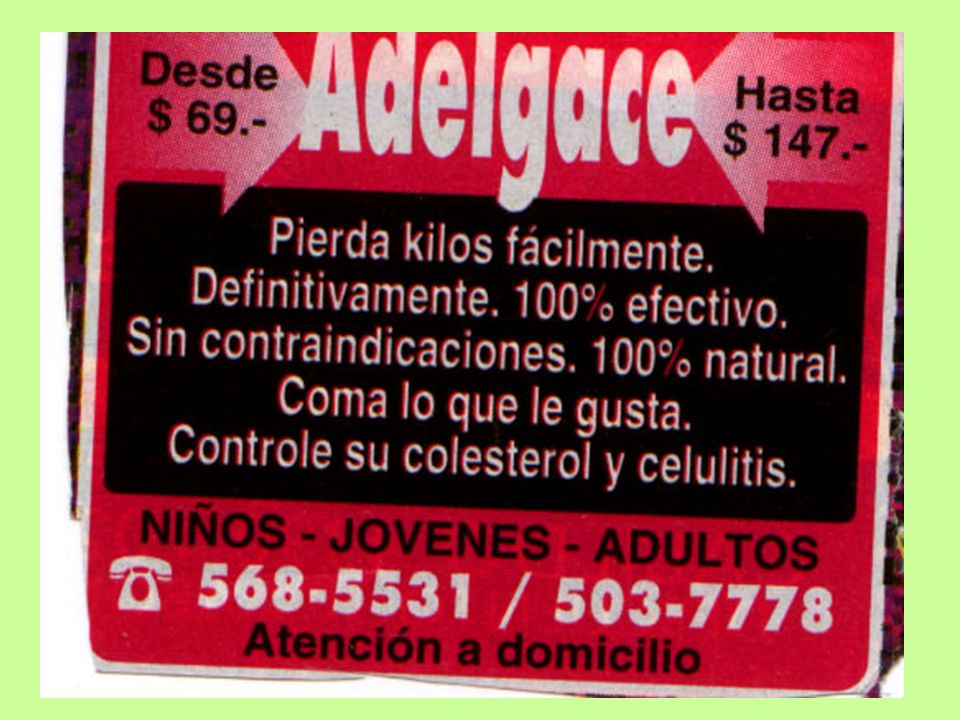 Adelgace
Desde
$ 69.-
Hasta
$ 147.-
Pierda kilos fácilmente.
Definitivamente. 100% efectivo.
Sin contraindicaciones. 100% natural.
Coma lo que le gusta.
Controle su colesterol y celulitis.
NIÑOS - JOVENES - ADULTOS
568-5531 / 503-7778
Atención a domicilio